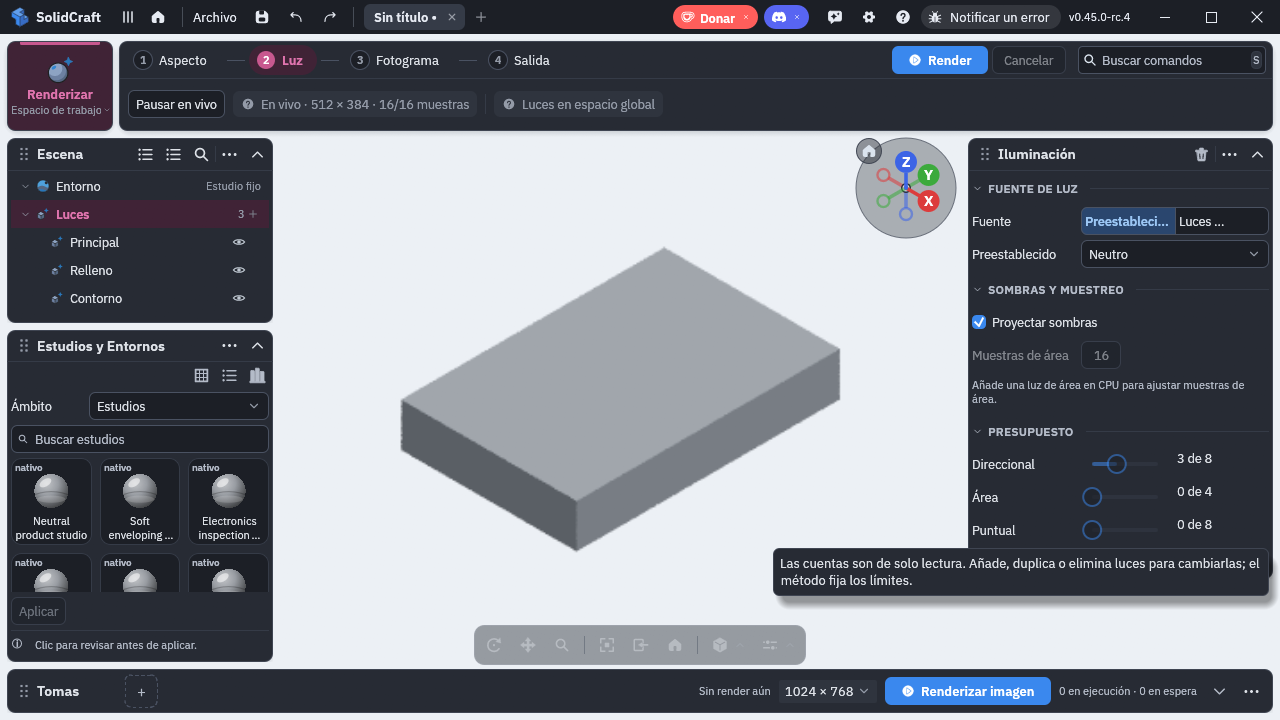 SolidCraft
Archivo
Sin título •
Donar
Notificar un error
v0.45.0-rc.4
Renderizar
Espacio de trabajo
1 Aspecto
2 Luz
3 Fotograma
4 Salida
Render
Cancelar
Buscar comandos
S
Pausar en vivo
En vivo · 512 × 384 · 16/16 muestras
Luces en espacio global
Escena
Entorno
Estudio fijo
Luces
3
Principal
Relleno
Contorno
Estudios y Entornos
Ámbito
Estudios
Buscar estudios
nativo
Neutral
product studio
nativo
Soft
enveloping ...
nativo
Electronics
inspection ...
nativo
nativo
nativo
Aplicar
Clic para revisar antes de aplicar.
Z
Y
X
Iluminación
FUENTE DE LUZ
Fuente
Preestableci...
Luces ...
Preestablecido
Neutro
SOMBRAS Y MUESTREO
Proyectar sombras
Muestras de área
16
Añade una luz de área en CPU para ajustar muestras de
área.
PRESUPUESTO
Direccional
3 de 8
Área
0 de 4
Puntual
0 de 8
Las cuentas son de solo lectura. Añade, duplica o elimina luces para cambiarlas; el
método fija los límites.
Tomas
Sin render aún
1024 × 768
Renderizar imagen
0 en ejecución · 0 en espera